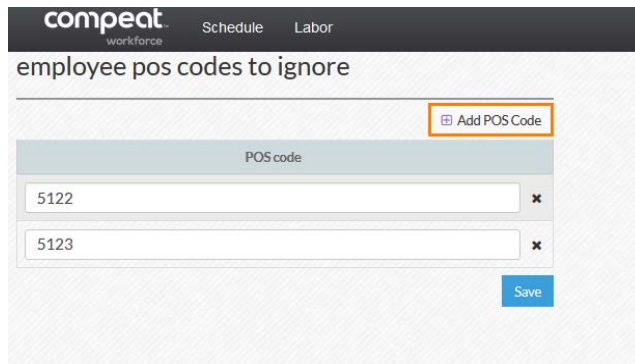 compeat
workforce
Schedule Labor
employee pos codes to ignore
Add POS Code
POS code
5122
5123
Save